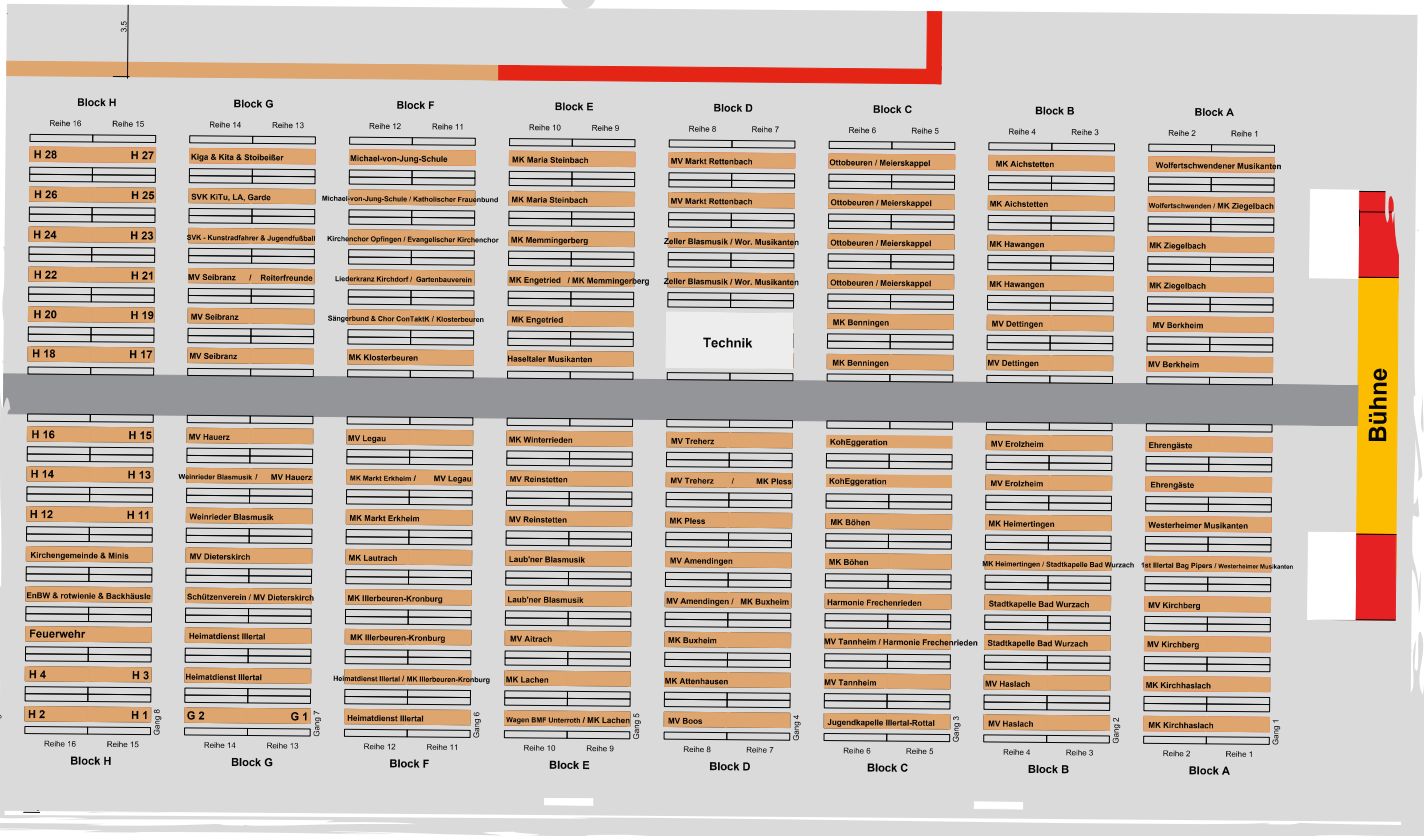 3,5
Block H Block G Block F Block E Block D Block C Block B Block A
Reihe 16 Reihe 15 Reihe 14 Reihe 13 Reihe 12 Reihe 11 Reihe 10 Reihe 9 Reihe 8 Reihe 7 Reihe 6 Reihe 5 Reihe 4 Reihe 3 Reihe 2 Reihe 1
H 28 H 27 Kiga & Kita & Stoibeißer Michael-von-Jung-Schule MK Maria Steinbach MV Markt Rettenbach Ottobeuren / Meierskappel MK Aichstetten Wolfertschwendener Musikanten
H 26 H 25 SVK KiTu, LA, Garde Michael-von-Jung-Schule / Katholischer Frauenbund MK Maria Steinbach MV Markt Rettenbach Ottobeuren / Meierskappel MK Aichstetten Wolfertschwenden / MK Ziegelbach
H 24 H 23 SVK - Kunstradfahrer & Jugendfußball Kirchenchor Opfingen / Evangelischer Kirchenchor MK Memmingerberg Zeller Blasmusik / Wor. Musikanten Ottobeuren / Meierskappel MK Hawangen MK Ziegelbach
H 22 H 21 MV Seibranz / Reiterfreunde Liederkranz Kirchdorf / Gartenbauverein MK Engetried / MK Memmingerberg Zeller Blasmusik / Wor. Musikanten Ottobeuren / Meierskappel MK Hawangen MK Ziegelbach
H 20 H 19 MV Seibranz Sängerbund & Chor ConTaktK / Klosterbeuren MK Engetried Technik MK Benningen MV Dettingen MV Berkheim
H 18 H 17 MV Seibranz MK Klosterbeuren Haseltaler Musikanten MK Benningen MV Dettingen MV Berkheim
Bühne
H 16 H 15 MV Hauerz MV Legau MK Winterrieden MV Treherz KohEggeration MV Erolzheim Ehrengäste
H 14 H 13 Weinrieder Blasmusik / MV Hauerz MK Markt Erkheim / MV Legau MV Reinstetten MV Treherz / MK Pless KohEggeration MV Erolzheim Ehrengäste
H 12 H 11 Weinrieder Blasmusik MK Markt Erkheim MV Reinstetten MK Pless MK Böhen MK Heimertingen Westerheimer Musikanten
Kirchengemeinde & Minis MV Dieterskirch MK Lautrach Laub'ner Blasmusik MV Amendingen MK Böhen MK Heimertingen / Stadtkapelle Bad Wurzach 1st Illertal Bag Pipers / Westerheimer Musikanten
EnBW & rotwienie & Backhäusle Schützenverein / MV Dieterskirch MK Illerbeuren-Kronburg Laub'ner Blasmusik MV Amendingen / MK Buxheim Harmonie Frechenrieden Stadtkapelle Bad Wurzach MV Kirchberg
Feuerwehr Heimatdienst Illertal MK Illerbeuren-Kronburg MV Aitrach MK Buxheim MV Tannheim / Harmonie Frechenrieden Stadtkapelle Bad Wurzach MV Kirchberg
H 4 H 3 Heimatdienst Illertal Heimatdienst Illertal / MK Illerbeuren-Kronburg MK Lachen MK Attenhausen MV Tannheim MV Haslach MK Kirchhaslach
H 2 H 1 Gang 8 G 2 G 1 Gang 7 Heimatdienst Illertal Gang 6 Wagen BMF Unterroth / MK Lachen Gang 5 MV Boos Gang 4 Jugendkapelle Illertal-Rottal Gang 3 MV Haslach Gang 2 MK Kirchhaslach Gang 1
Reihe 16 Reihe 15 Reihe 14 Reihe 13 Reihe 12 Reihe 11 Reihe 10 Reihe 9 Reihe 8 Reihe 7 Reihe 6 Reihe 5 Reihe 4 Reihe 3 Reihe 2 Reihe 1
Block H Block G Block F Block E Block D Block C Block B Block A